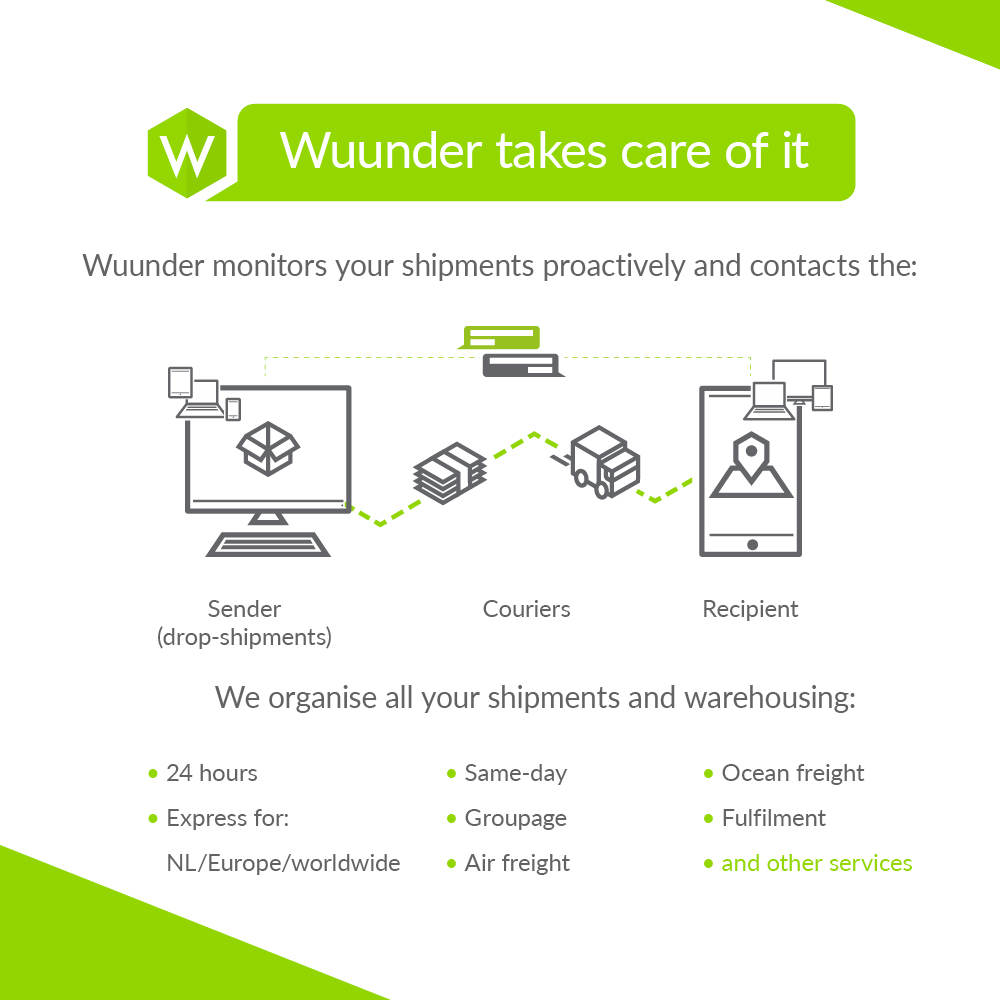 W
Wuunder takes care of it
Wuunder monitors your shipments proactively and contacts the:
Sender
(drop-shipments)
Couriers
Recipient
We organise all your shipments and warehousing:
• 24 hours
• Express for:
NL/Europe/worldwide
• Same-day
• Groupage
• Air freight
• Ocean freight
• Fulfilment
• and other services